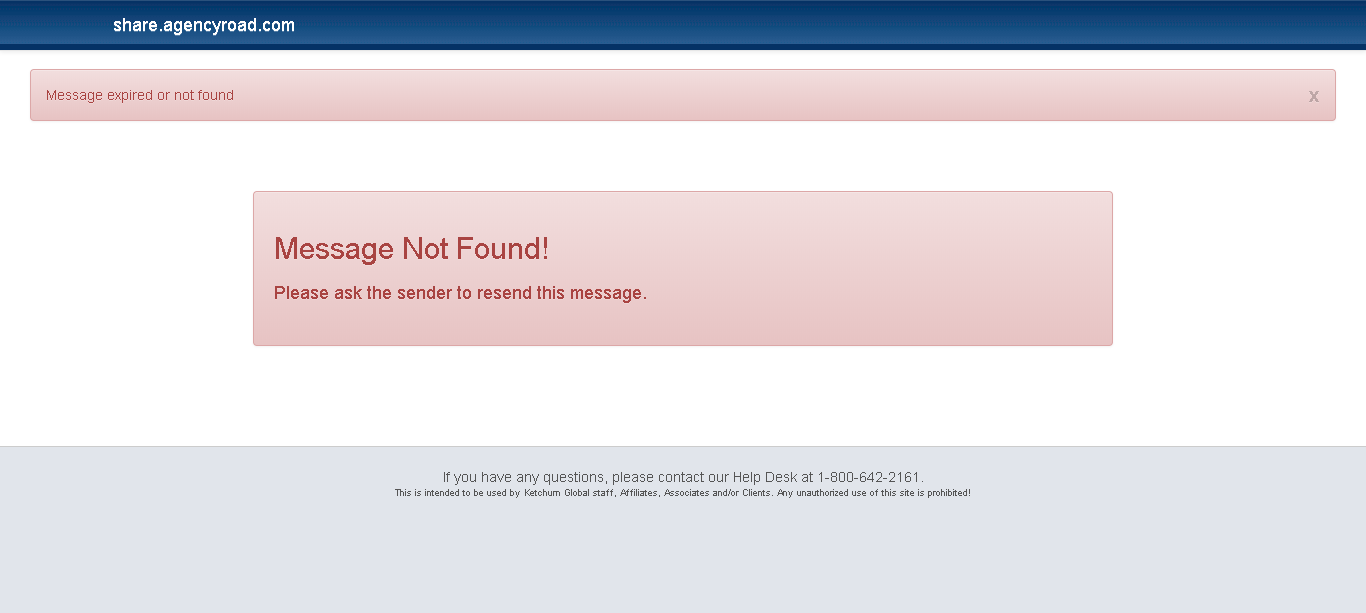 share.agencyroad.com
Message expired or not found
x
Message Not Found!
Please ask the sender to resend this message.
If you have any questions, please contact our Help Desk at 1-800-642-2161.
This is intended to be used by Ketchum Global staff, Affiliates, Associates and/or Clients. Any unauthorized use of this site is prohibited!